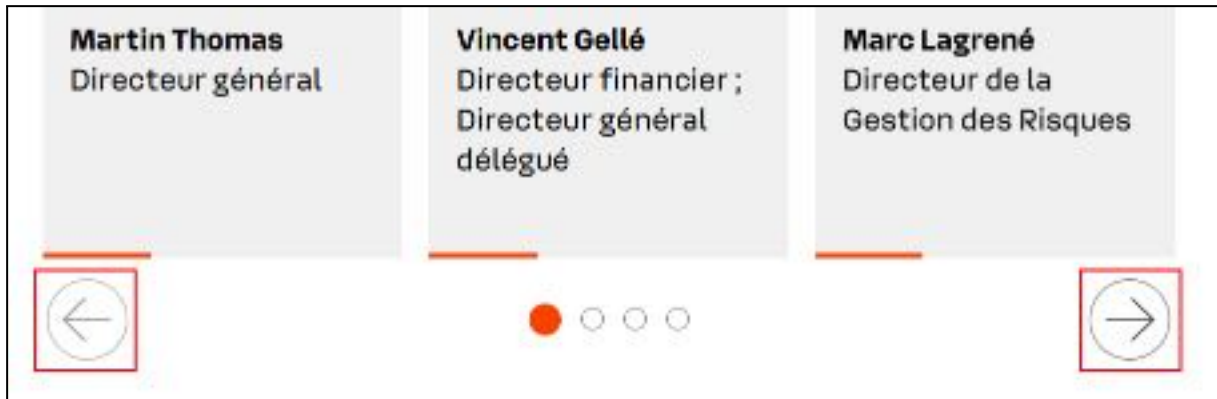 Martin Thomas
Directeur général
Vincent Gellé
Directeur financier ;
Directeur général
délégué
Marc Lagrené
Directeur de la
Gestion des Risques